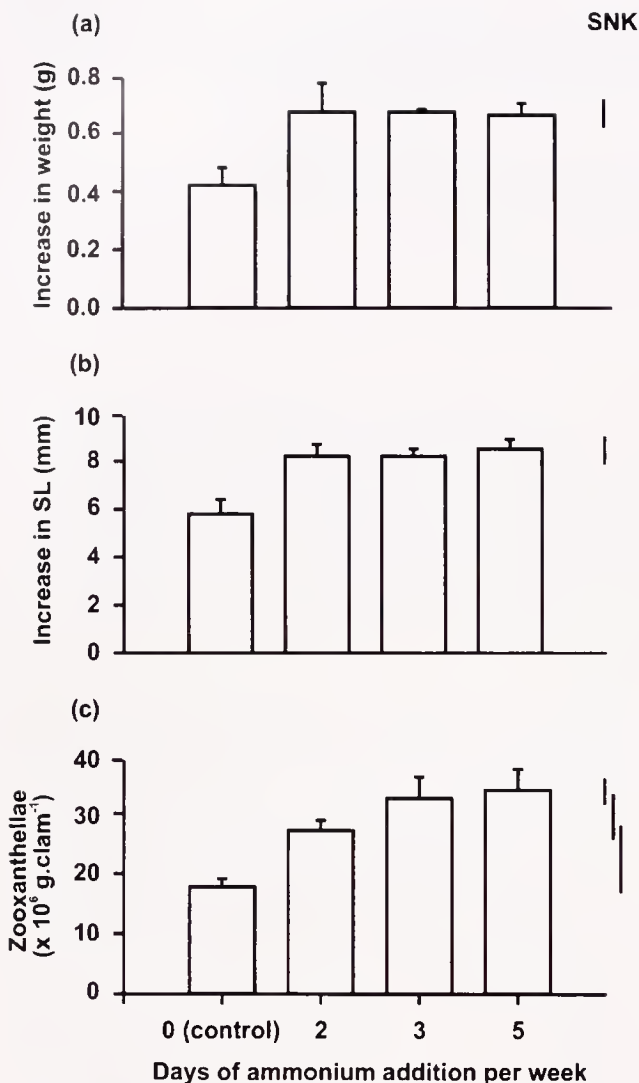 (a)
SNK
Increase in weight (g)
0.8
0.6
0.4
0.2
0.0
(b)
Increase in SL (mm)
10
8
6
4
2
0
(c)
Zooxanthellae
(x 10⁶ g.clam⁻¹)
40
30
20
10
0
0 (control) 2 3 5
Days of ammonium addition per week